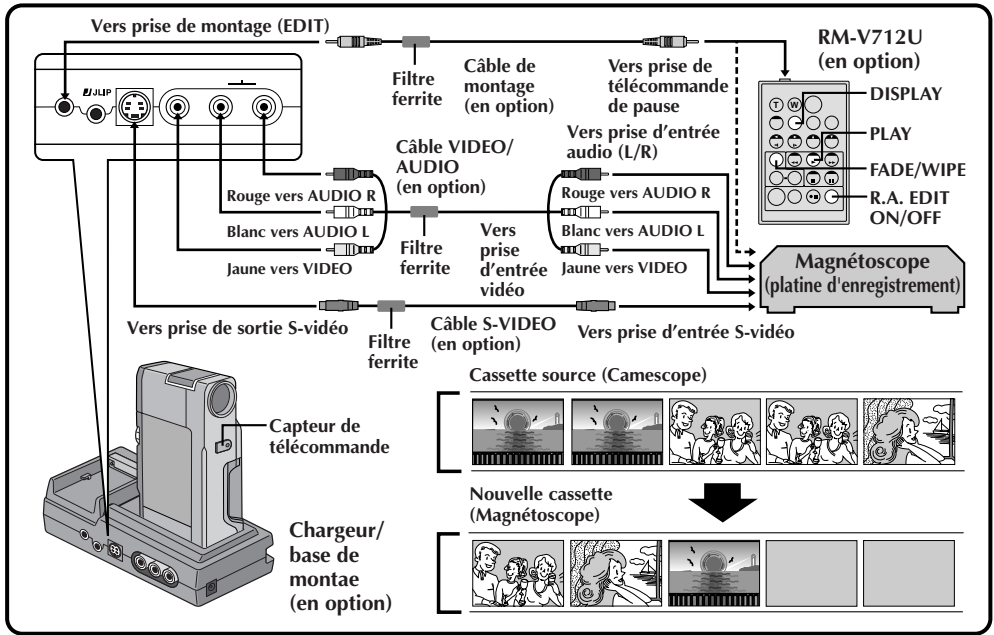 Vers prise de montage (EDIT)
RM-V712U
(en option)
JLIP
Filtre
ferrite
Câble de
montage
(en option)
Vers prise de
télécommande
de pause
T W
DISPLAY
PLAY
FADE/WIPE
R.A. EDIT
ON/OFF
Câble VIDEO/
AUDIO
(en option)
Vers prise d'entrée
audio (L/R)
Rouge vers AUDIO R
Rouge vers AUDIO R
Blanc vers AUDIO L
Blanc vers AUDIO L
Filtre
ferrite
Vers
prise
d'entrée
vidéo
Jaune vers VIDEO
Jaune vers VIDEO
Magnétoscope
(platine d'enregistrement)
Vers prise de sortie S-vidéo
Filtre
ferrite
Câble S-VIDEO
(en option)
Vers prise d'entrée S-vidéo
Cassette source (Camescope)
Capteur de
télécommande
Nouvelle cassette
(Magnétoscope)
Chargeur/
base de
montae
(en option)